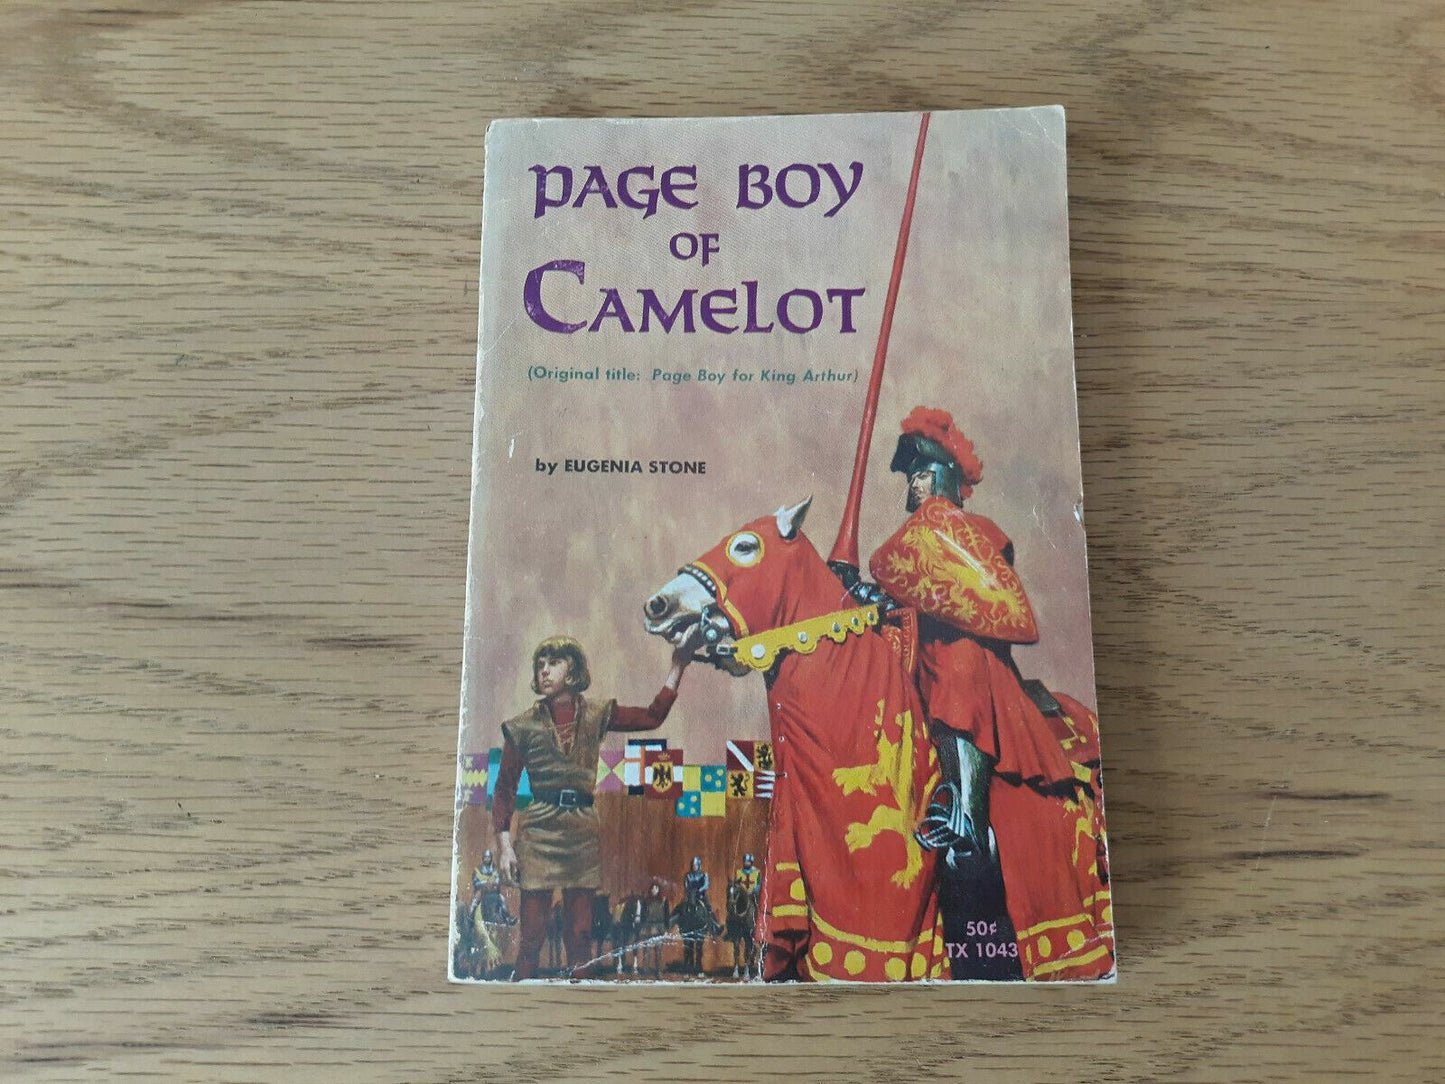 PAGE BOY
OF
CAMELOT
(Original title: Page Boy for King Arthur)
by EUGENIA STONE
50¢
TX 1043